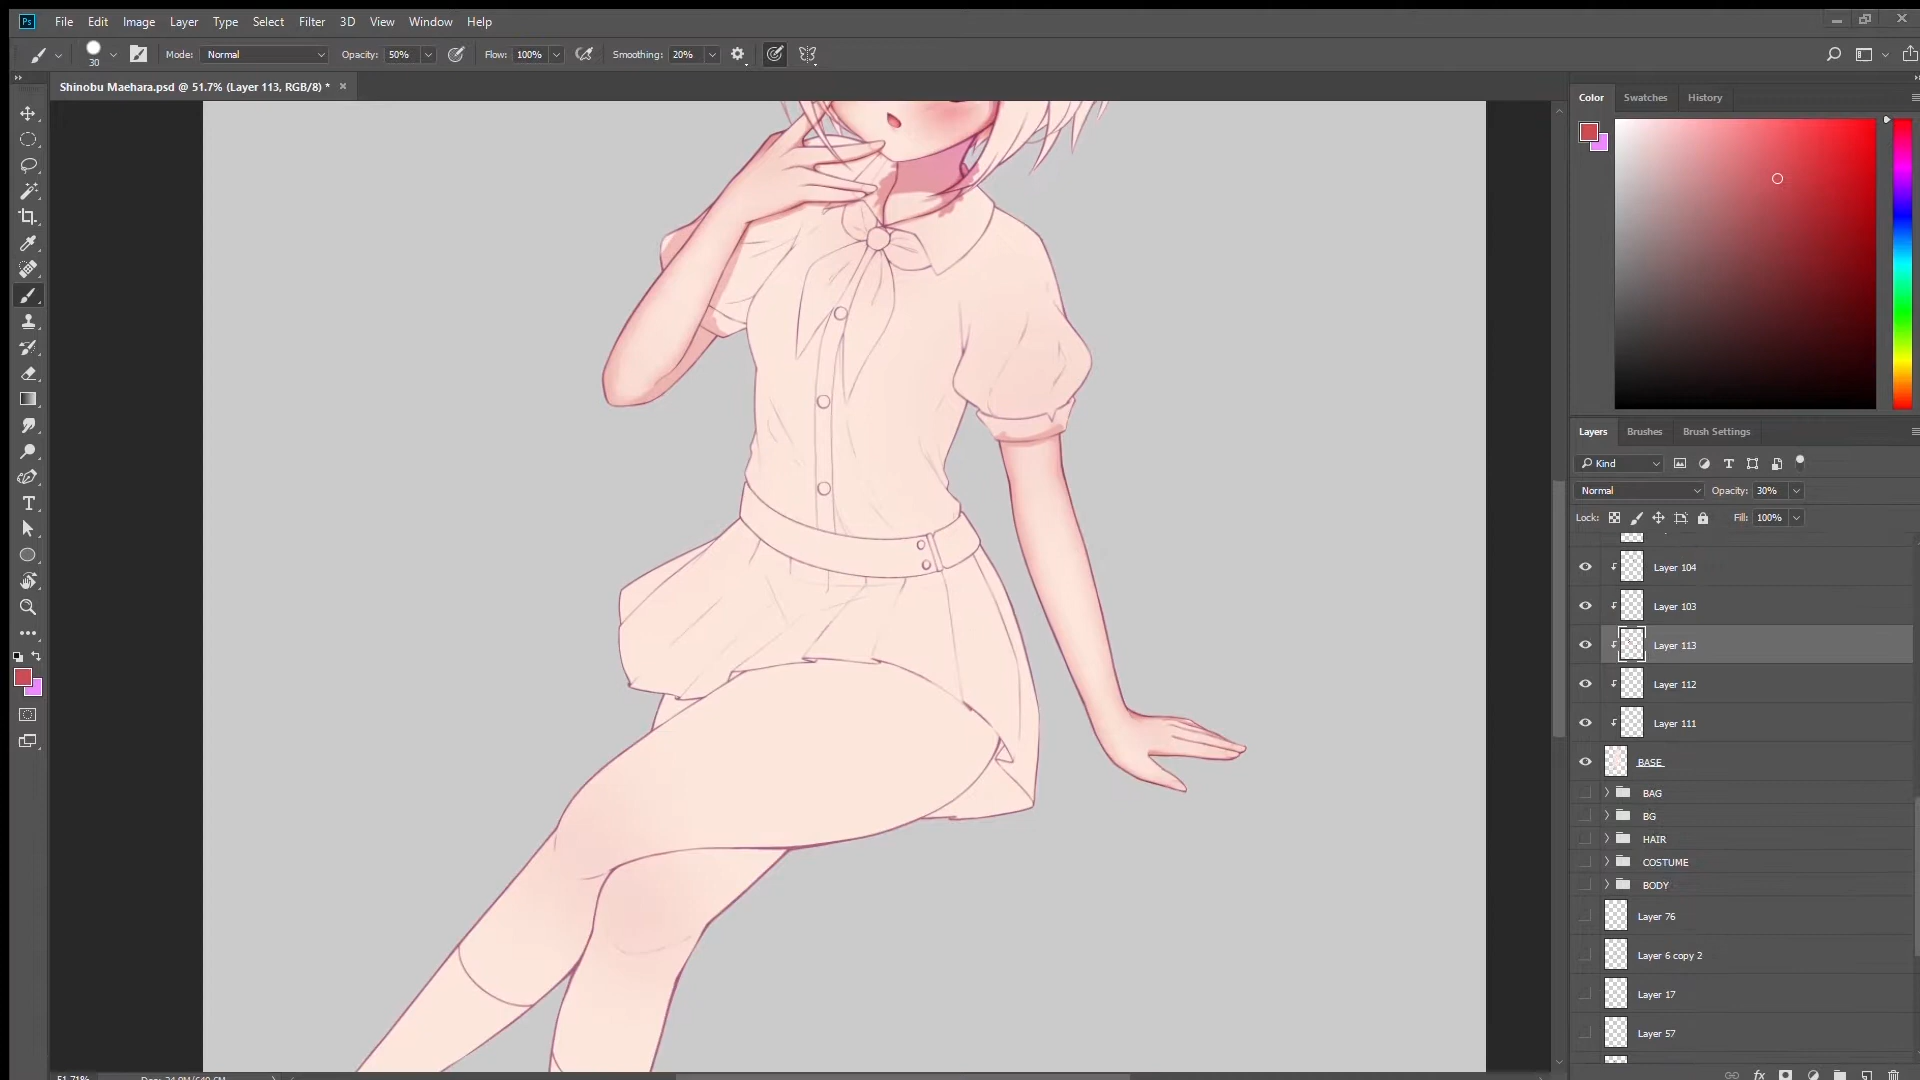 Ps File Edit Image Layer Type Select Filter 3D View Window Help
30 Mode: Normal Opacity: 50% Flow: 100% Smoothing: 20%
Shinobu Maehara.psd @ 51.7% (Layer 113, RGB/8) *
Color Swatches History
Layers Brushes Brush Settings
Kind
Normal Opacity: 30%
Lock: Fill: 100%
Layer 104
Layer 103
Layer 113
Layer 112
Layer 111
BASE
BAG
BG
HAIR
COSTUME
BODY
Layer 76
Layer 6 copy 2
Layer 17
Layer 57
fx